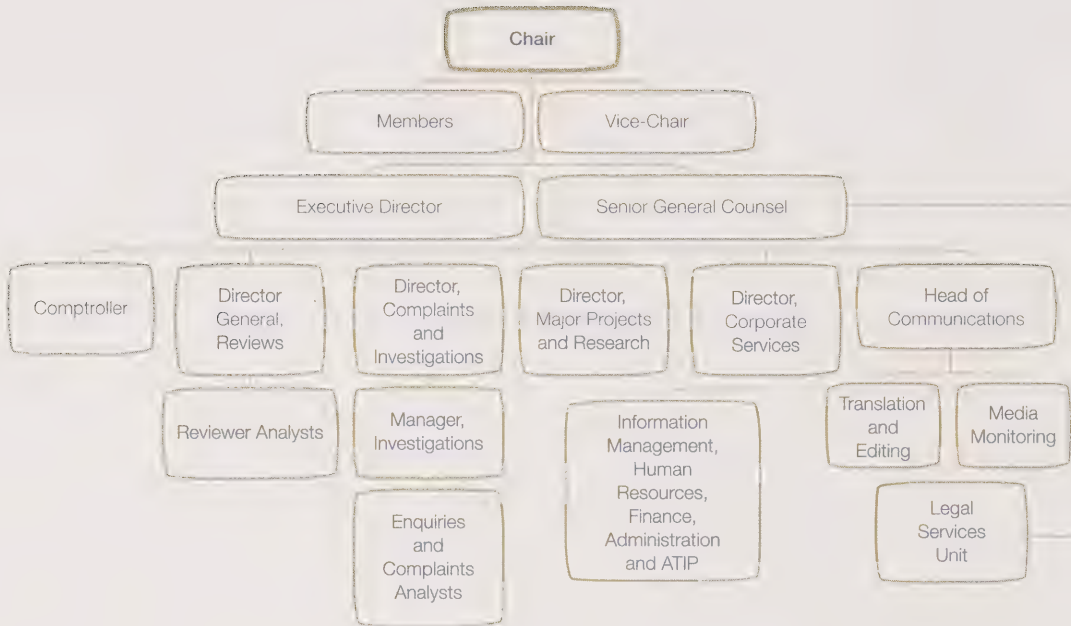 Chair
Members
Vice-Chair
Executive Director
Senior General Counsel
Comptroller
Director
General,
Reviews
Director,
Complaints
and
Investigations
Director,
Major Projects
and Research
Director,
Corporate
Services
Head of
Communications
Reviewer Analysts
Manager,
Investigations
Information
Management,
Human
Resources,
Finance,
Administration
and ATIP
Translation
and
Editing
Media
Monitoring
Enquiries
and
Complaints
Analysts
Legal
Services
Unit